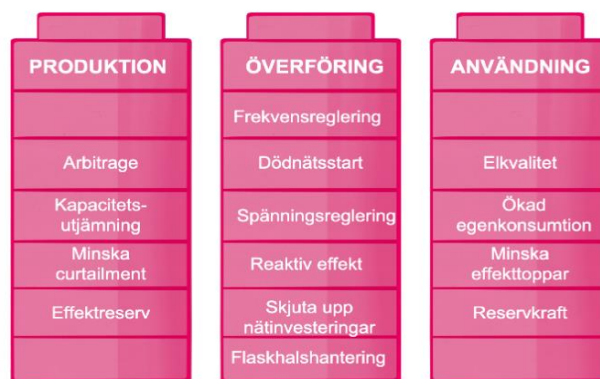 PRODUKTION
Arbitrage
Kapacitets-
utjämning
Minska
curtailment
Effektreserv
ÖVERFÖRING
Frekvensreglering
Dödnätsstart
Spänningsreglering
Reaktiv effekt
Skjuta upp
nätinvesteringar
Flaskhalshantering
ANVÄNDNING
Elkvalitet
Ökad
egenkonsumtion
Minska
effekttoppar
Reservkraft